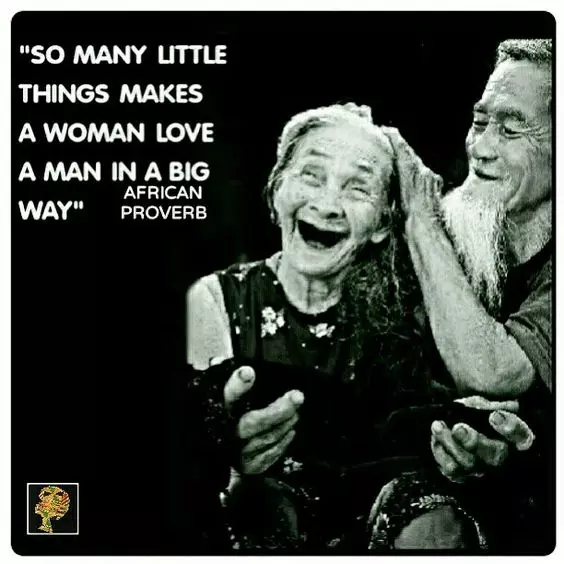 "SO MANY LITTLE
THINGS MAKES
A WOMAN LOVE
A MAN IN A BIG
WAY"
AFRICAN
PROVERB